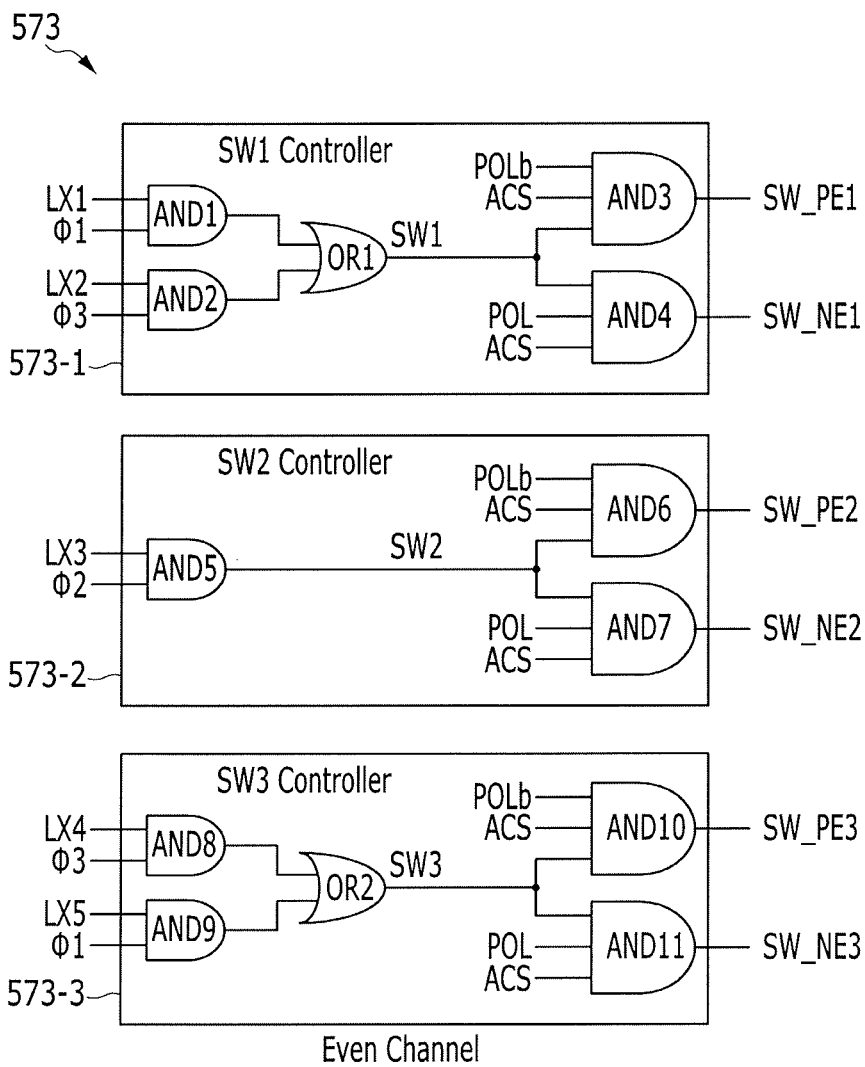 573
SW1 Controller
LX1
Φ1
AND1
LX2
Φ3
AND2
OR1
SW1
POLb
ACS
AND3
SW_PE1
POL
ACS
AND4
SW_NE1
573-1
SW2 Controller
LX3
Φ2
AND5
SW2
POLb
ACS
AND6
SW_PE2
POL
ACS
AND7
SW_NE2
573-2
SW3 Controller
LX4
Φ3
AND8
LX5
Φ1
AND9
OR2
SW3
POLb
ACS
AND10
SW_PE3
POL
ACS
AND11
SW_NE3
573-3
Even Channel